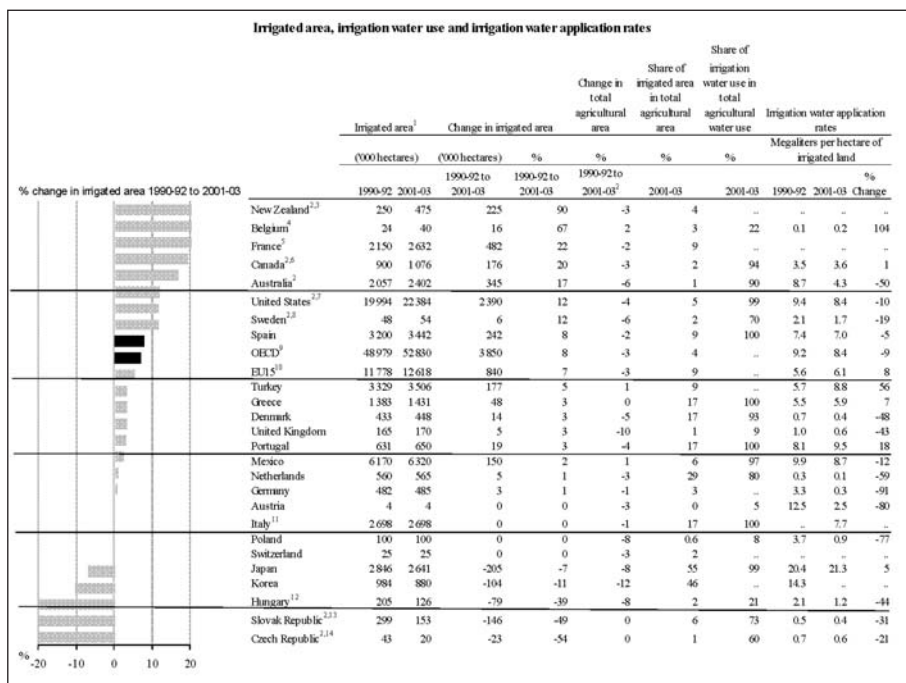 Irrigated area, irrigation water use and irrigation water application rates
Irrigated area¹ Change in irrigated area Change in total agricultural area Share of irrigated area in total agricultural area Share of irrigation water use in total agricultural water use Irrigation water application rates
('000 hectares) ('000 hectares) % % % % Megaliters per hectare of irrigated land
% change in irrigated area 1990-92 to 2001-03
1990-92 2001-03 1990-92 to 2001-03 1990-92 to 2001-03 1990-92 to 2001-03² 2001-03 2001-03 1990-92 2001-03 % Change
New Zealand²,³ 250 475 225 90 -3 4 .. .. .. ..
Belgium⁴ 24 40 16 67 2 3 22 0.1 0.2 104
France⁵ 2 150 2 632 482 22 -2 9 .. .. .. ..
Canada²,⁶ 900 1 076 176 20 -3 2 94 3.5 3.6 1
Australia² 2 057 2 402 345 17 -6 1 90 8.7 4.3 -50
United States²,⁷ 19 994 22 384 2 390 12 -4 5 99 9.4 8.4 -10
Sweden²,⁸ 48 54 6 12 -6 2 70 2.1 1.7 -19
Spain 3 200 3 442 242 8 -2 9 100 7.4 7.0 -5
OECD⁹ 48 979 52 830 3 850 8 -3 4 .. 9.2 8.4 -9
EU15¹⁰ 11 778 12 618 840 7 -3 9 .. 5.6 6.1 8
Turkey 3 329 3 506 177 5 1 9 .. 5.7 8.8 56
Greece 1 383 1 431 48 3 0 17 100 5.5 5.9 7
Denmark 433 448 14 3 -5 17 93 0.7 0.4 -48
United Kingdom 165 170 5 3 -10 1 9 1.0 0.6 -43
Portugal 631 650 19 3 -4 17 100 8.1 9.5 18
Mexico 6 170 6 320 150 2 1 6 97 9.9 8.7 -12
Netherlands 560 565 5 1 -3 29 80 0.3 0.1 -59
Germany 482 485 3 1 -1 3 .. 3.3 0.3 -91
Austria 4 4 0 0 -3 0 5 12.5 2.5 -80
Italy¹¹ 2 698 2 698 0 0 -1 17 100 .. 7.7 ..
Poland 100 100 0 0 -8 0.6 8 3.7 0.9 -77
Switzerland 25 25 0 0 -3 2 .. .. .. ..
Japan 2 846 2 641 -205 -7 -8 55 99 20.4 21.3 5
Korea 984 880 -104 -11 -12 46 .. 14.3 .. ..
Hungary¹² 205 126 -79 -39 -8 2 21 2.1 1.2 -44
Slovak Republic²,¹³ 299 153 -146 -49 0 6 73 0.5 0.4 -31
Czech Republic²,¹⁴ 43 20 -23 -54 0 1 60 0.7 0.6 -21
%
-20 -10 0 10 20